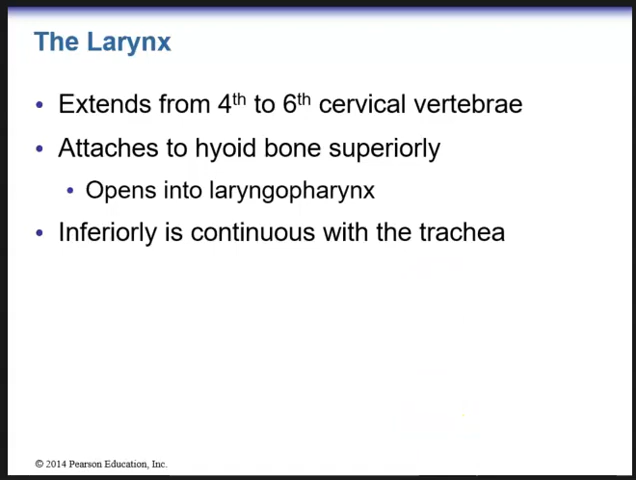 The Larynx
• Extends from 4th to 6th cervical vertebrae
• Attaches to hyoid bone superiorly
• Opens into laryngopharynx
• Inferiorly is continuous with the trachea
© 2014 Pearson Education, Inc.